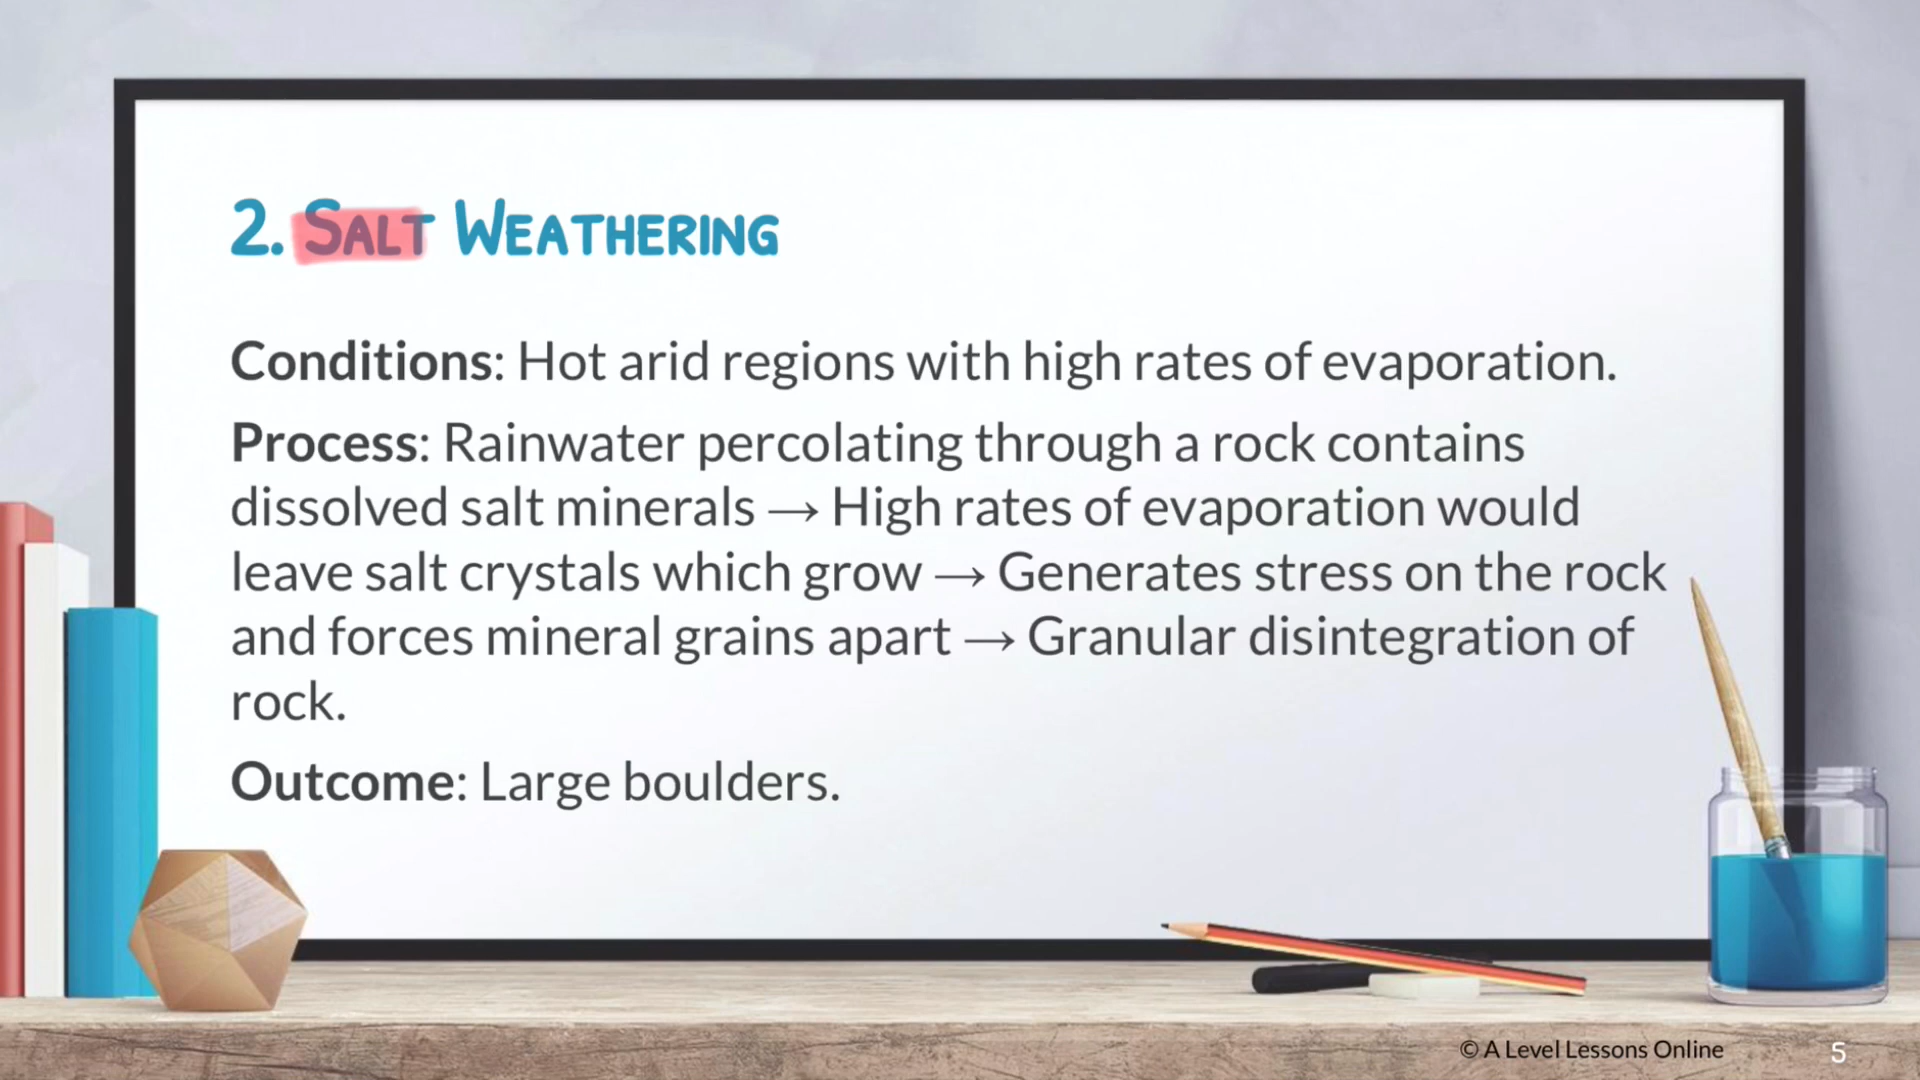 2. Salt Weathering
Conditions: Hot arid regions with high rates of evaporation.
Process: Rainwater percolating through a rock contains
dissolved salt minerals → High rates of evaporation would
leave salt crystals which grow → Generates stress on the rock
and forces mineral grains apart → Granular disintegration of
rock.
Outcome: Large boulders.
© A Level Lessons Online
5